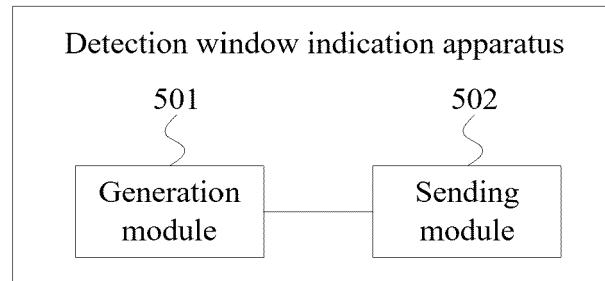 Detection window indication apparatus
501
502
Generation
module
Sending
module